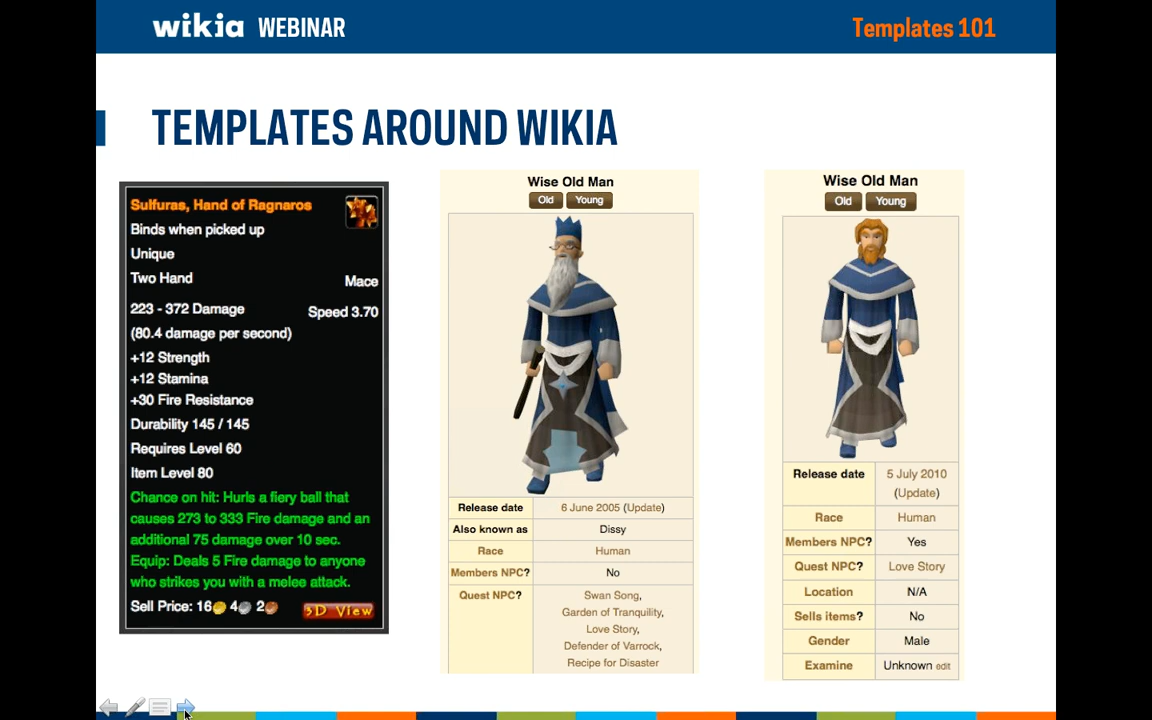 wikia WEBINAR
Templates 101
TEMPLATES AROUND WIKIA
Sulfuras, Hand of Ragnaros
Binds when picked up
Unique
Two Hand
Mace
223 - 372 Damage
Speed 3.70
(80.4 damage per second)
+12 Strength
+12 Stamina
+30 Fire Resistance
Durability 145 / 145
Requires Level 60
Item Level 80
Chance on hit: Hurls a fiery ball that
causes 273 to 333 Fire damage and an
additional 75 damage over 10 sec.
Equip: Deals 5 Fire damage to anyone
who strikes you with a melee attack.
Sell Price: 16 4 2
3D View
Wise Old Man
Old Young
Release date 6 June 2005 (Update)
Also known as Dissy
Race Human
Members NPC? No
Quest NPC? Swan Song,
Garden of Tranquility,
Love Story,
Defender of Varrock,
Recipe for Disaster
Wise Old Man
Old Young
Release date 5 July 2010
(Update)
Race Human
Members NPC? Yes
Quest NPC? Love Story
Location N/A
Sells items? No
Gender Male
Examine Unknown edit